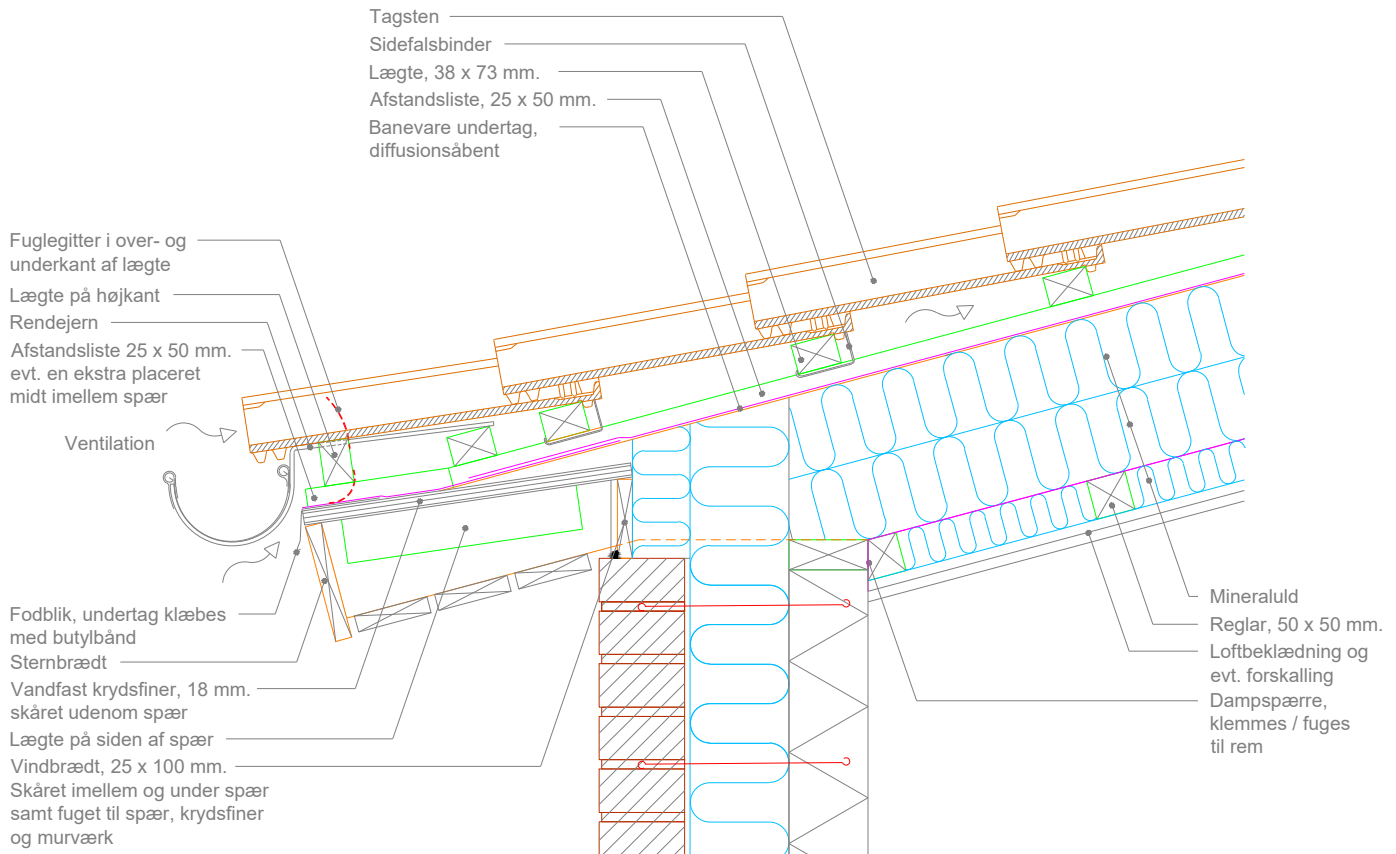 Tagsten
Sidefalsbinder
Lægte, 38 x 73 mm.
Afstandsliste, 25 x 50 mm.
Banevare undertag,
diffusionsåbent
Fuglegitter i over- og
underkant af lægte
Lægte på højkant
Rendejern
Afstandsliste 25 x 50 mm.
evt. en ekstra placeret
midt imellem spær
Ventilation
Fodblik, undertag klæbes
med butylbånd
Sternbrædt
Vandfast krydsfiner, 18 mm.
skåret udenom spær
Lægte på siden af spær
Vindbrædt, 25 x 100 mm.
Skåret imellem og under spær
samt fuget til spær, krydsfiner
og murværk
Mineraluld
Reglar, 50 x 50 mm.
Loftbeklædning og
evt. forskalling
Dampspærre,
klemmes / fuges
til rem